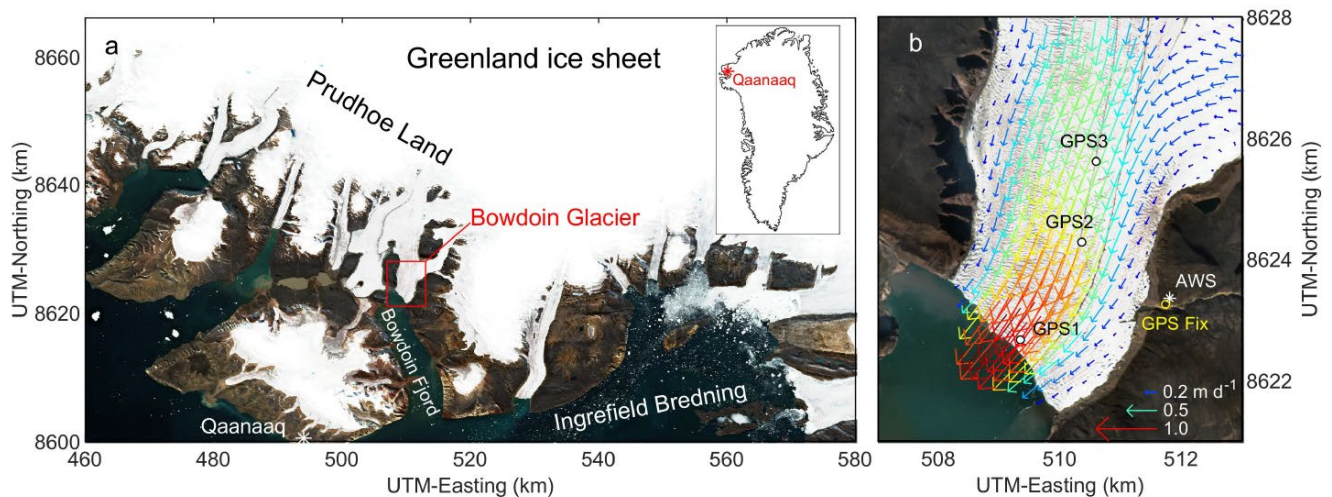 a
Greenland ice sheet
Prudhoe Land
Qaanaaq
Bowdoin Glacier
Bowdoin Fjord
Qaanaaq
Ingrefield Bredning
8660
8640
8620
8600
UTM-Northing (km)
460
480
500
520
540
560
580
UTM-Easting (km)
b
GPS3
GPS2
GPS1
AWS
GPS Fix
0.2 m d⁻¹
0.5
1.0
8628
8626
8624
8622
UTM-Northing (km)
508
510
512
UTM-Easting (km)